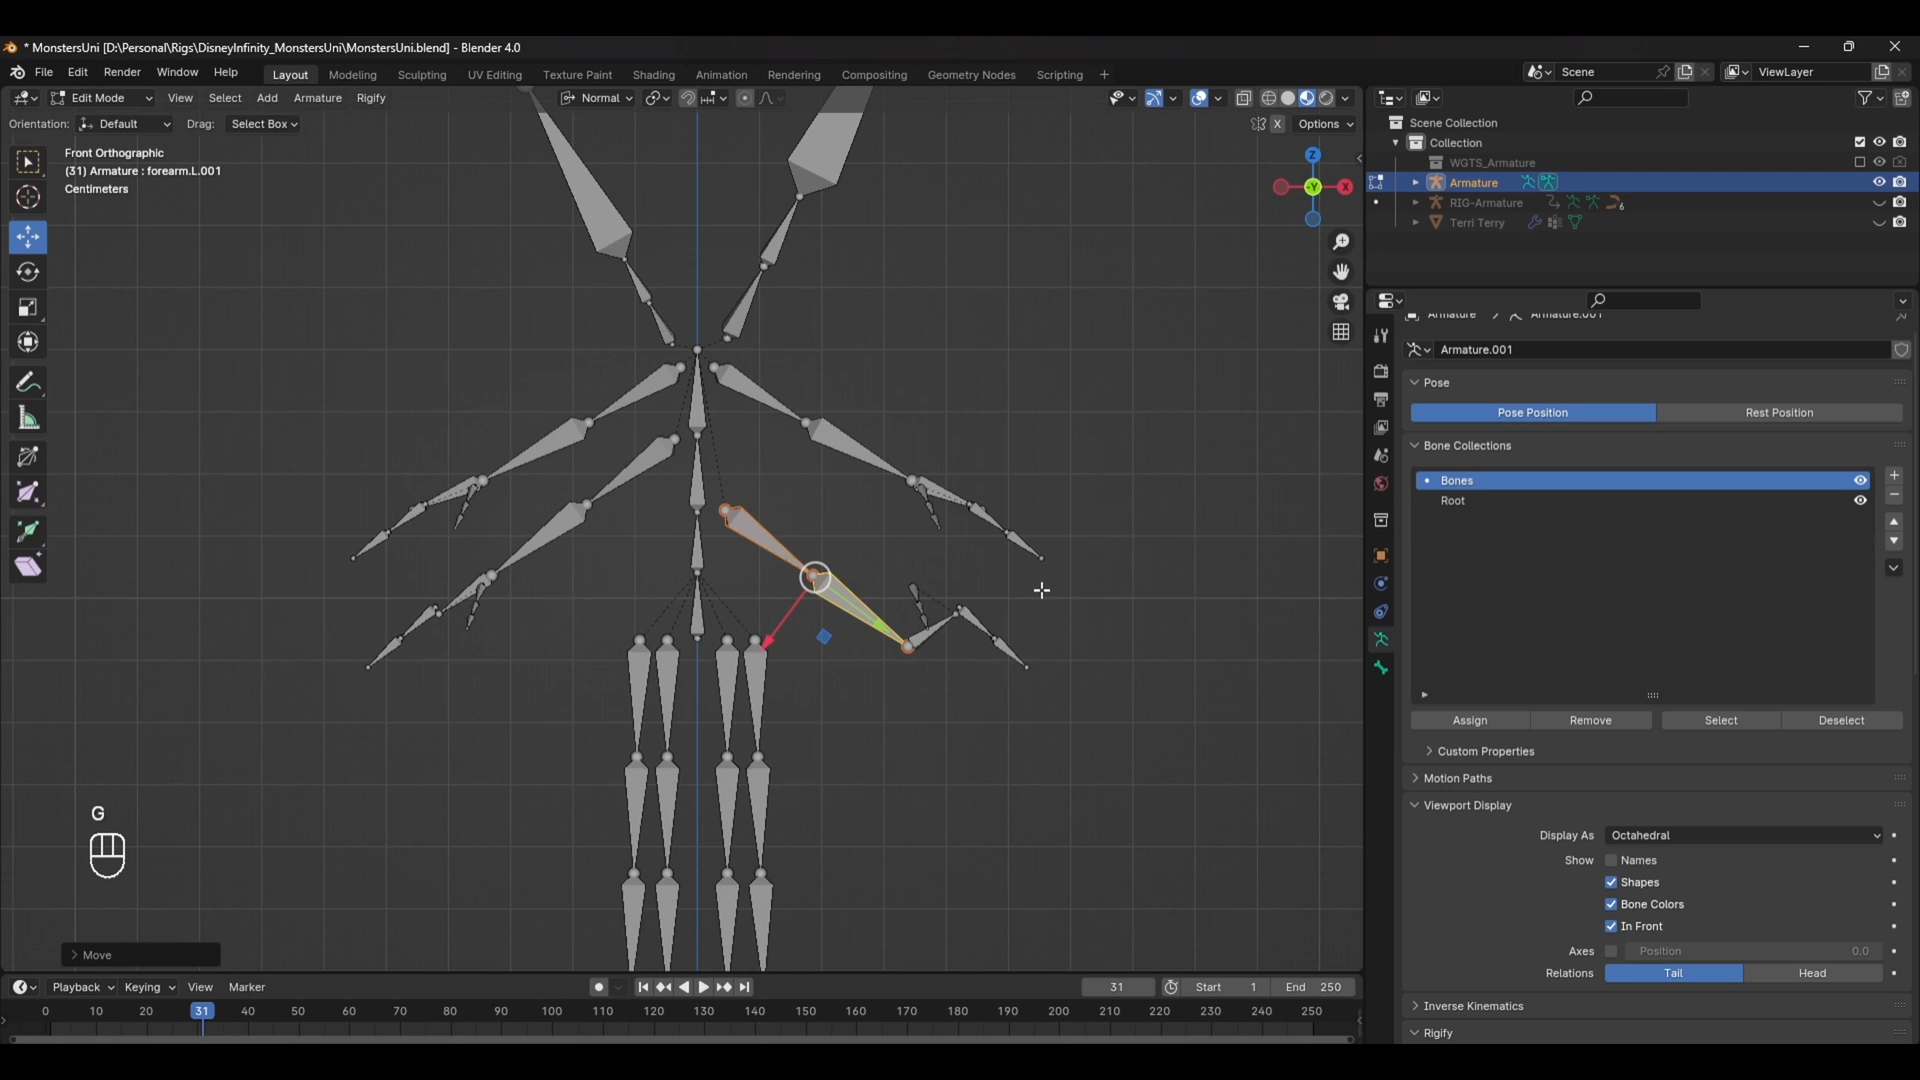 * MonstersUni [D:\Personal\Rigs\DisneyInfinity_MonstersUni\MonstersUni.blend] - Blender 4.0
File Edit Render Window Help Layout Modeling Sculpting UV Editing Texture Paint Shading Animation Rendering Compositing Geometry Nodes Scripting + Scene ViewLayer
Edit Mode View Select Add Armature Rigify Normal
Orientation: Default Drag: Select Box X Options
Front Orthographic
(31) Armature : forearm.L.001
Centimeters
Z
-Y
X
G
Move
Scene Collection
Collection
WGTS_Armature
Armature
RIG-Armature 6
Terri Terry
Armature Armature.001
Armature.001
Pose
Pose Position Rest Position
Bone Collections
Bones
Root
Assign Remove Select Deselect
Custom Properties
Motion Paths
Viewport Display
Display As Octahedral
Show Names
Shapes
Bone Colors
In Front
Axes Position 0.0
Relations Tail Head
Inverse Kinematics
Rigify
Playback Keying View Marker 31 Start 1 End 250
0 10 20 31 40 50 60 70 80 90 100 110 120 130 140 150 160 170 180 190 200 210 220 230 240 250